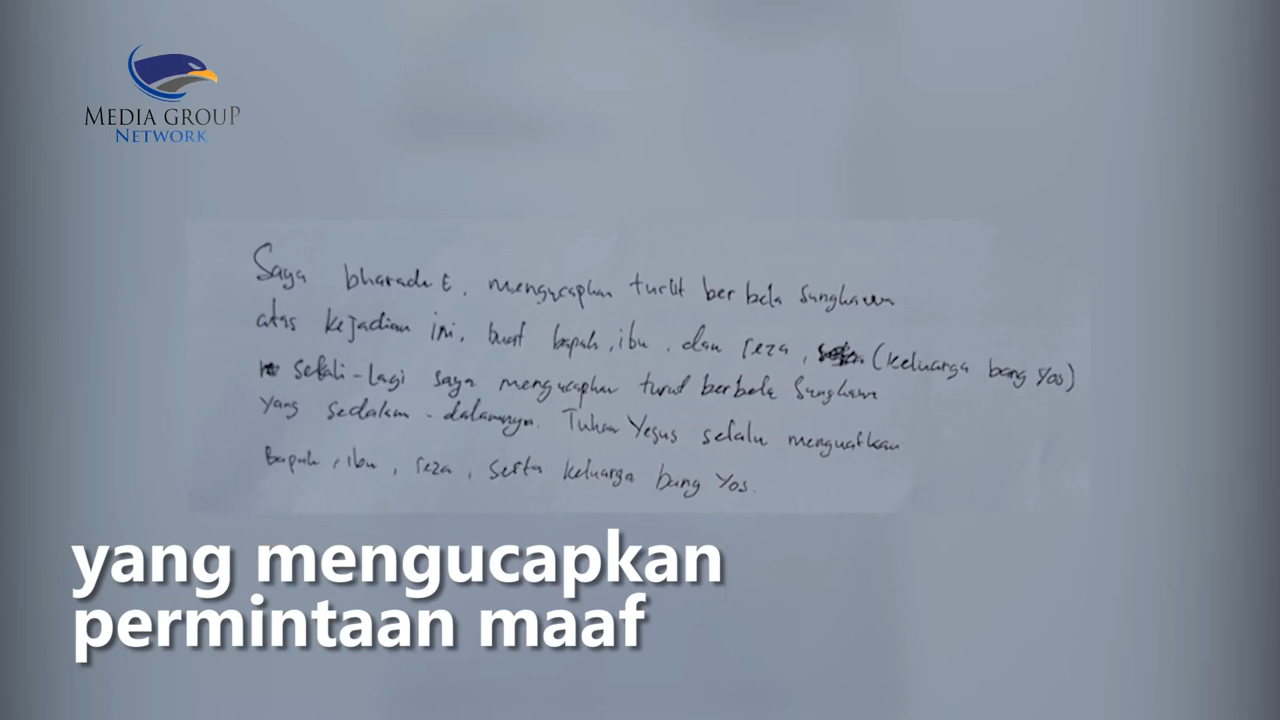 MEDIA GROUP
NETWORK
Saya bharada E, mengucapkan turut ber bela sungkawa
atas kejadian ini, buat bapak, ibu, dan reza, (keluarga bang Yos)
sekali-lagi saya mengucapkan turut berbela Sungkawa
yang sedalam-dalamnya. Tuhan Yesus selalu menguatkan
Bapak, ibu, reza, serta keluarga bang Yos.
yang mengucapkan
permintaan maaf